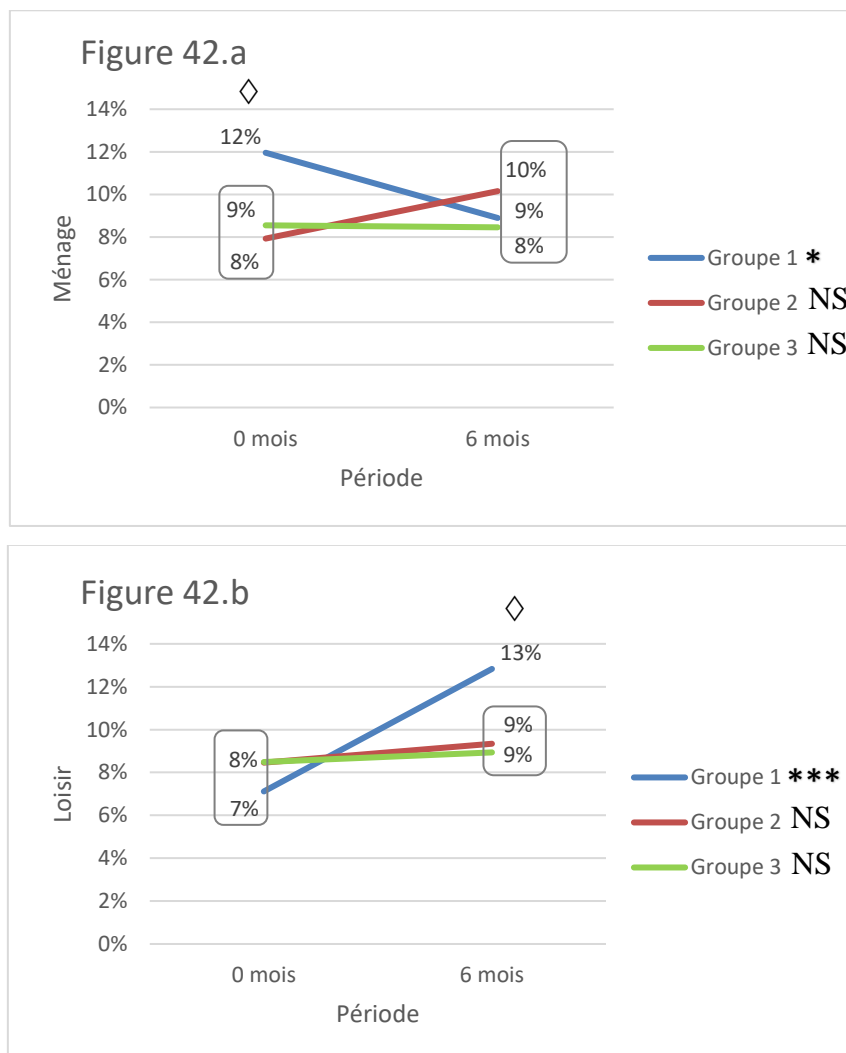 Figure 42.a
14%
12%
10%
8%
6%
4%
2%
0%
Ménage
12%
9%
8%
10%
9%
8%
0 mois
6 mois
Période
Groupe 1 *
Groupe 2 NS
Groupe 3 NS
Figure 42.b
14%
12%
10%
8%
6%
4%
2%
0%
Loisir
8%
7%
13%
9%
9%
0 mois
6 mois
Période
Groupe 1 ***
Groupe 2 NS
Groupe 3 NS